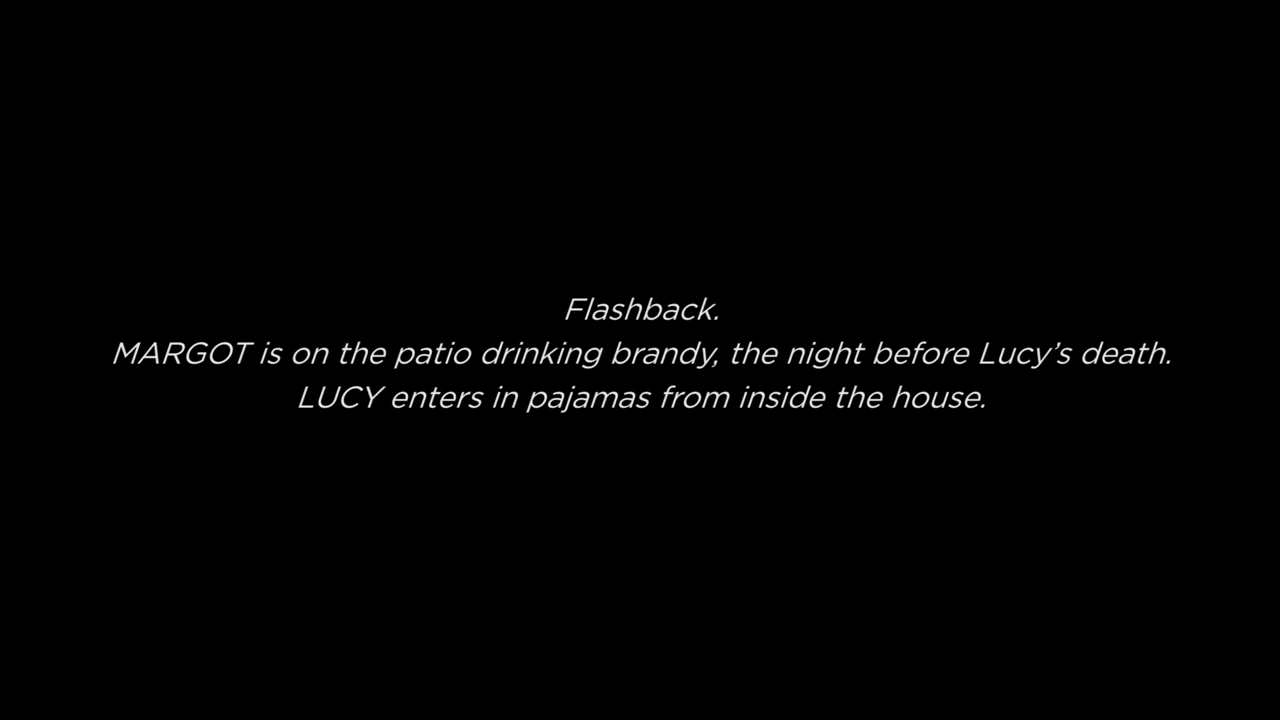 Flashback.
MARGOT is on the patio drinking brandy, the night before Lucy’s death.
LUCY enters in pajamas from inside the house.